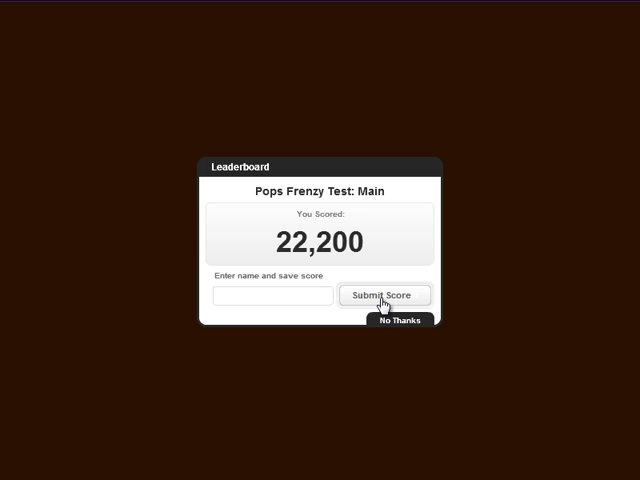 Leaderboard
Pops Frenzy Test: Main
You Scored:
22,200
Enter name and save score
Submit Score
No Thanks